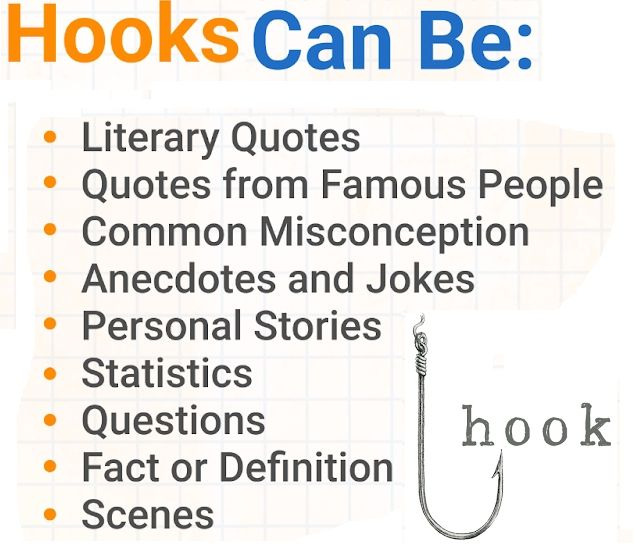 Hooks Can Be:
• Literary Quotes
• Quotes from Famous People
• Common Misconception
• Anecdotes and Jokes
• Personal Stories
• Statistics
• Questions
hook
• Fact or Definition
• Scenes